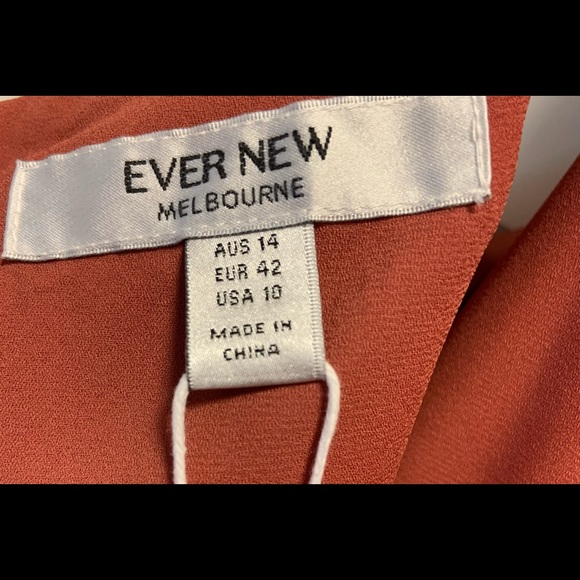 EVER NEW
MELBOURNE
AUS 14
EUR 42
USA 10
MADE IN
CHINA